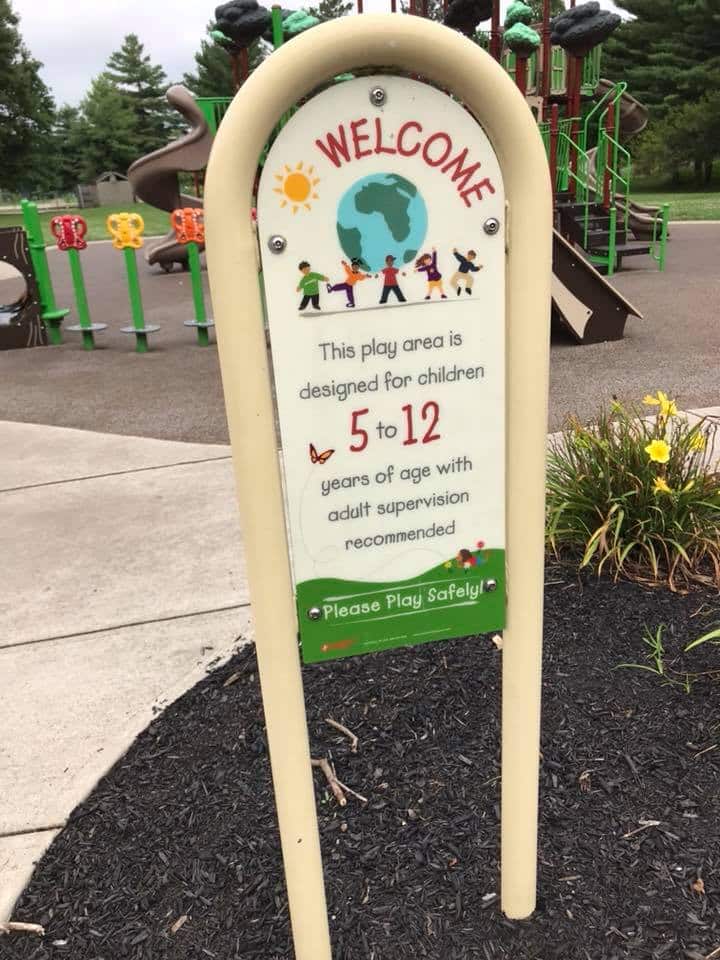 WELCOME
This play area is
designed for children
5 to 12
years of age with
adult supervision
recommended
Please Play Safely!